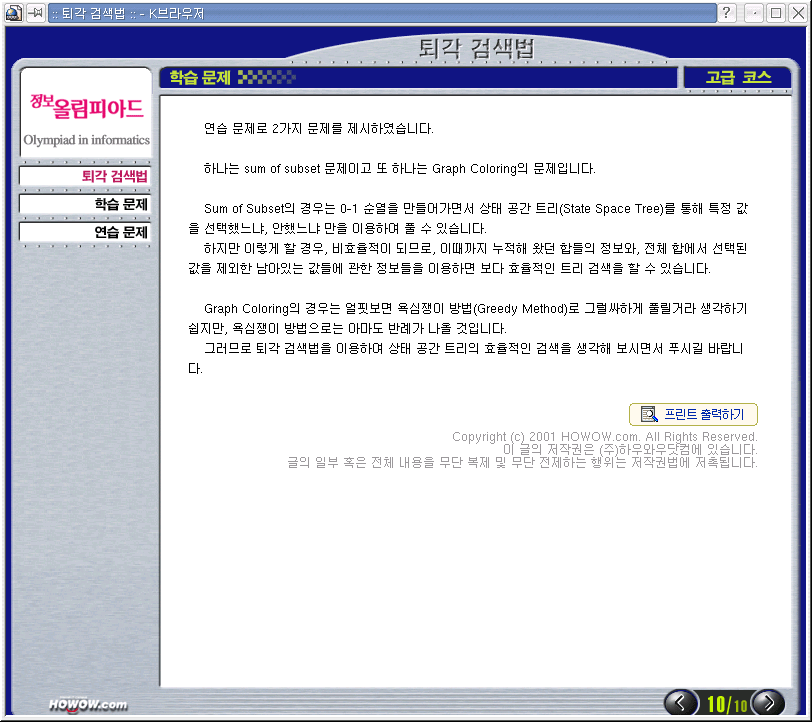 :: 퇴각 검색법 :: - K브라우저
퇴각 검색법
학습 문제
고급 코스
정보올림피아드
Olympiad in informatics
퇴각 검색법
학습 문제
연습 문제
연습 문제로 2가지 문제를 제시하였습니다.
하나는 sum of subset 문제이고 또 하나는 Graph Coloring의 문제입니다.
Sum of Subset의 경우는 0-1 순열을 만들어가면서 상태 공간 트리(State Space Tree)를 통해 특정 값
을 선택했느냐, 안했느냐 만을 이용하여 풀 수 있습니다.
하지만 이렇게 할 경우, 비효율적이 되므로, 이때까지 누적해 왔던 합들의 정보와, 전체 합에서 선택된
값을 제외한 남아있는 값들에 관한 정보들을 이용하면 보다 효율적인 트리 검색을 할 수 있습니다.
Graph Coloring의 경우는 얼핏보면 욕심쟁이 방법(Greedy Method)로 그럴싸하게 풀릴거라 생각하기
쉽지만, 욕심쟁이 방법으로는 아마도 반례가 나올 것입니다.
그러므로 퇴각 검색법을 이용하여 상태 공간 트리의 효율적인 검색을 생각해 보시면서 푸시길 바랍니
다.
프린트 출력하기
Copyright (c) 2001 HOWOW.com. All Rights Reserved.
이 글의 저작권은 (주)하우와우닷컴에 있습니다.
글의 일부 혹은 전체 내용을 무단 복제 및 무단 전제하는 행위는 저작권법에 저촉됩니다.
HOWOW.com
10/10